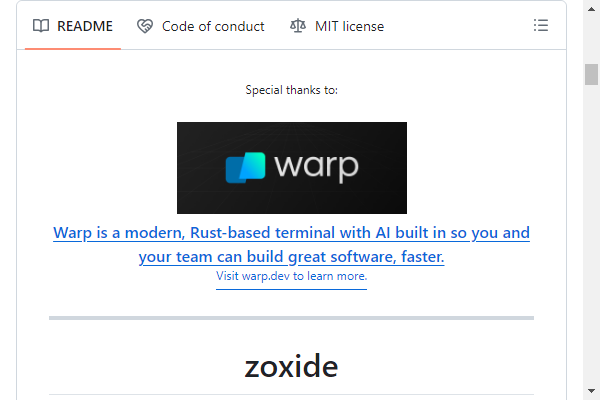 README Code of conduct MIT license
Special thanks to:
warp
Warp is a modern, Rust-based terminal with AI built in so you and
your team can build great software, faster.
Visit warp.dev to learn more.
zoxide